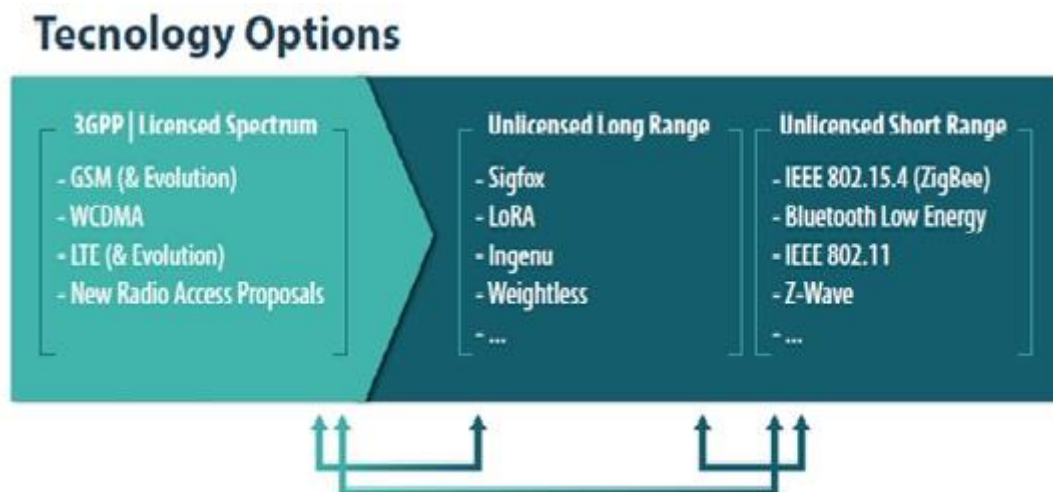 Tecnology Options
3GPP | Licensed Spectrum
- GSM (& Evolution)
- WCDMA
- LTE (& Evolution)
- New Radio Access Proposals
Unlicensed Long Range
- Sigfox
- LoRA
- Ingenu
- Weightless
- ...
Unlicensed Short Range
- IEEE 802.15.4 (ZigBee)
- Bluetooth Low Energy
- IEEE 802.11
- Z-Wave
- ...